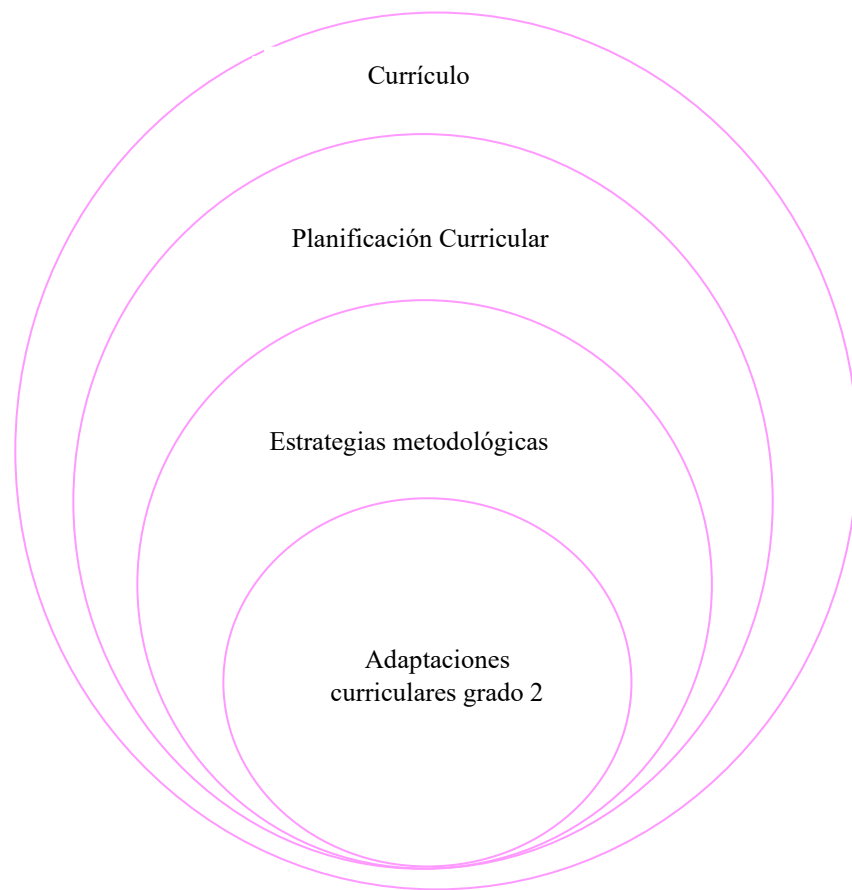 Currículo
Planificación Curricular
Estrategias metodológicas
Adaptaciones
curriculares grado 2